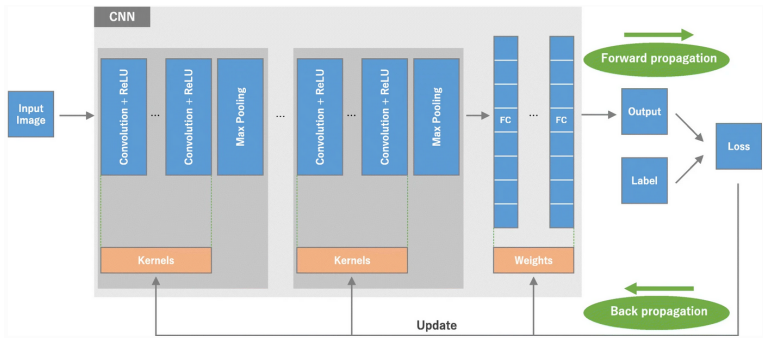 CNN
Input
Image
Convolution + ReLU
...
Convolution + ReLU
Max Pooling
...
Convolution + ReLU
...
Convolution + ReLU
Max Pooling
FC
...
FC
Forward propagation
Output
Label
Loss
Kernels
Kernels
Weights
Back propagation
Update